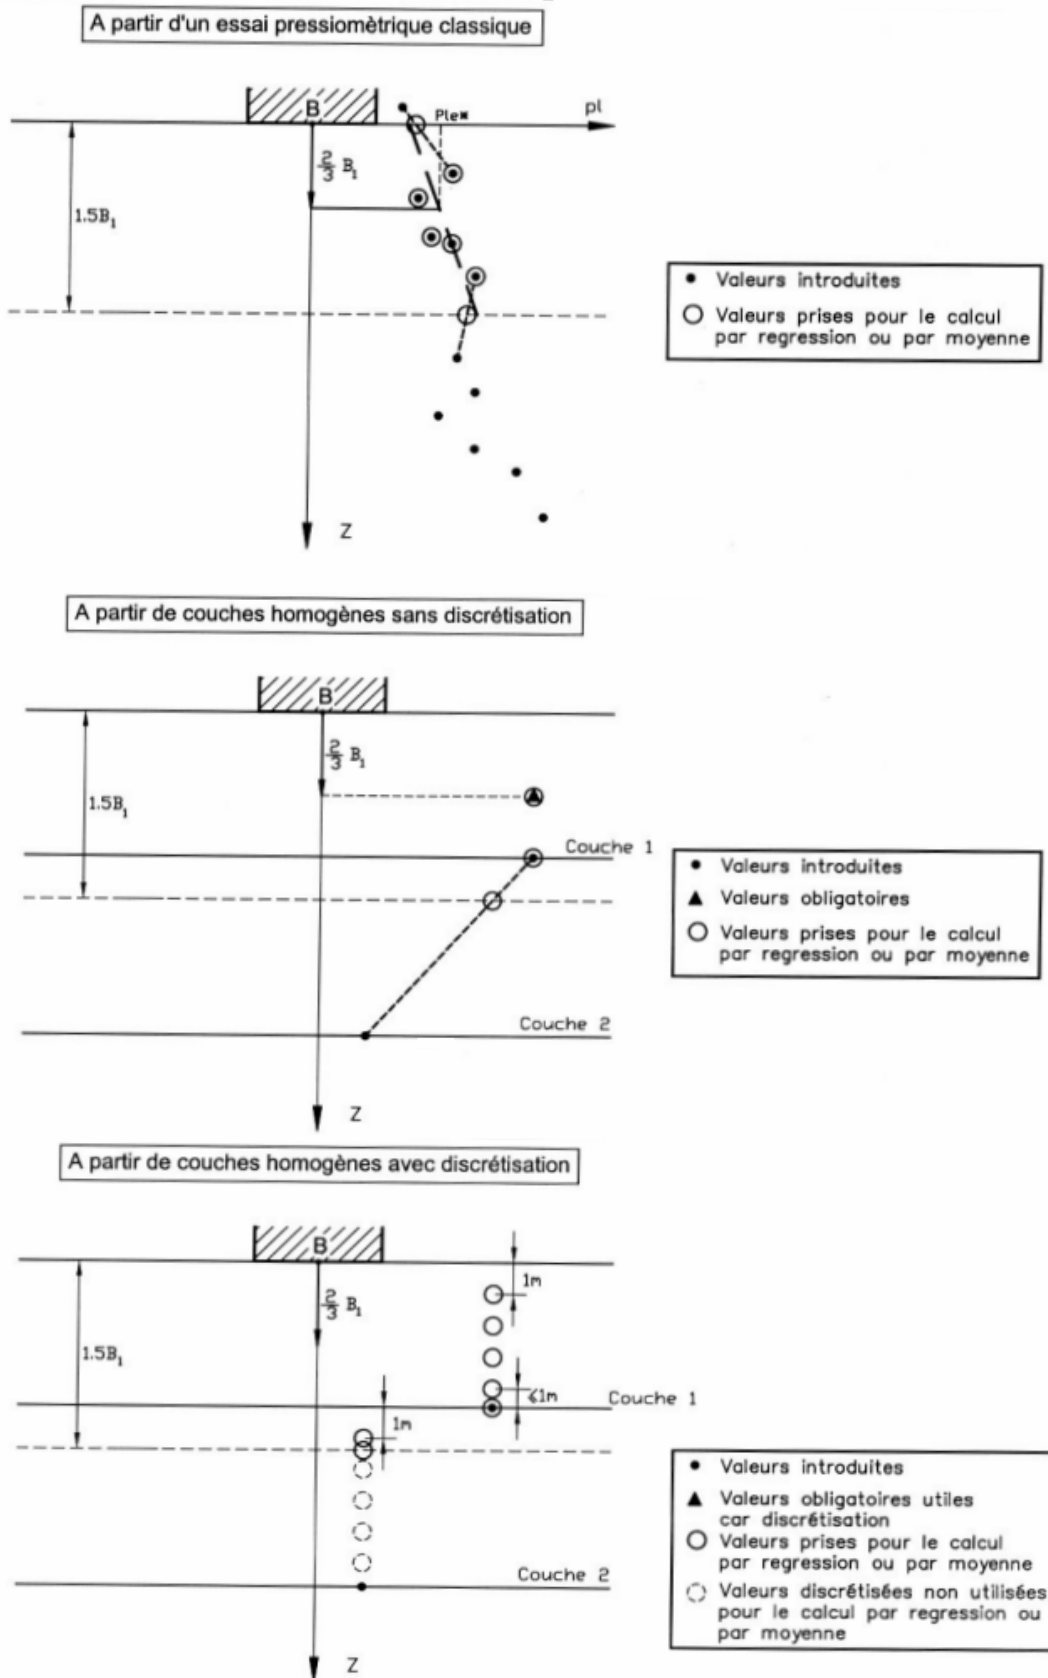 A partir d'un essai pressiomètrique classique
B
Ple*
pl
2/3 B₁
1.5B₁
Z
• Valeurs introduites
○ Valeurs prises pour le calcul
par regression ou par moyenne
A partir de couches homogènes sans discrétisation
B
2/3 B₁
1.5B₁
Couche 1
Couche 2
Z
• Valeurs introduites
▲ Valeurs obligatoires
○ Valeurs prises pour le calcul
par regression ou par moyenne
A partir de couches homogènes avec discrétisation
B
1m
2/3 B₁
1.5B₁
⩽1m
Couche 1
1m
Couche 2
Z
• Valeurs introduites
▲ Valeurs obligatoires utiles
car discrétisation
○ Valeurs prises pour le calcul
par regression ou par moyenne
◌ Valeurs discrétisées non utilisées
pour le calcul par regression ou
par moyenne